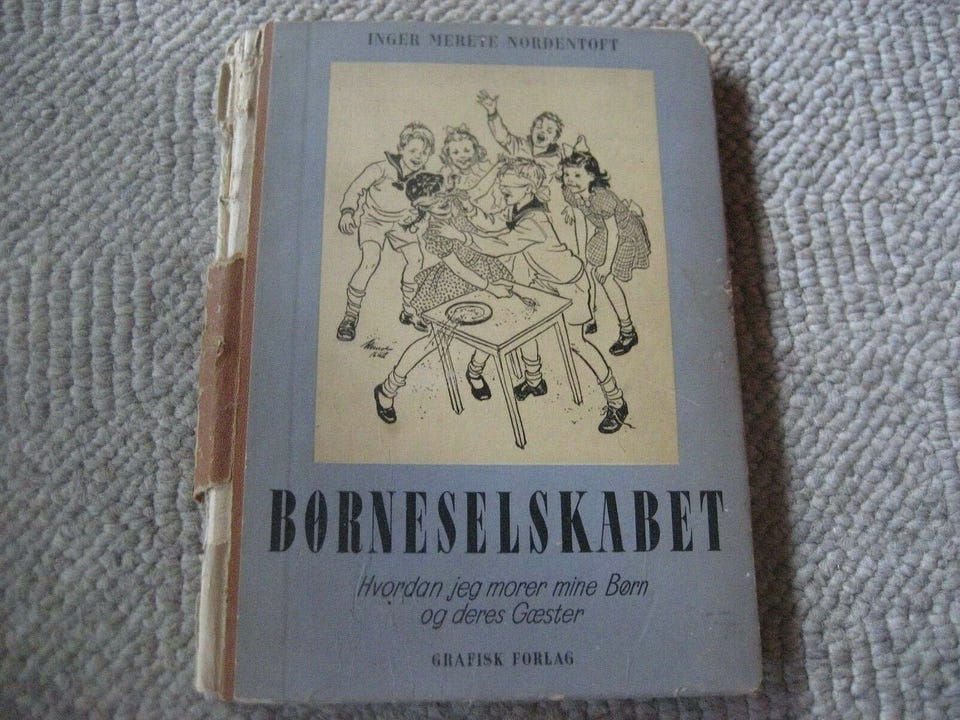 INGER MERETE NORDENTOFT
BØRNESELSKABET
Hvordan jeg morer mine Børn
og deres Gæster
GRAFISK FORLAG